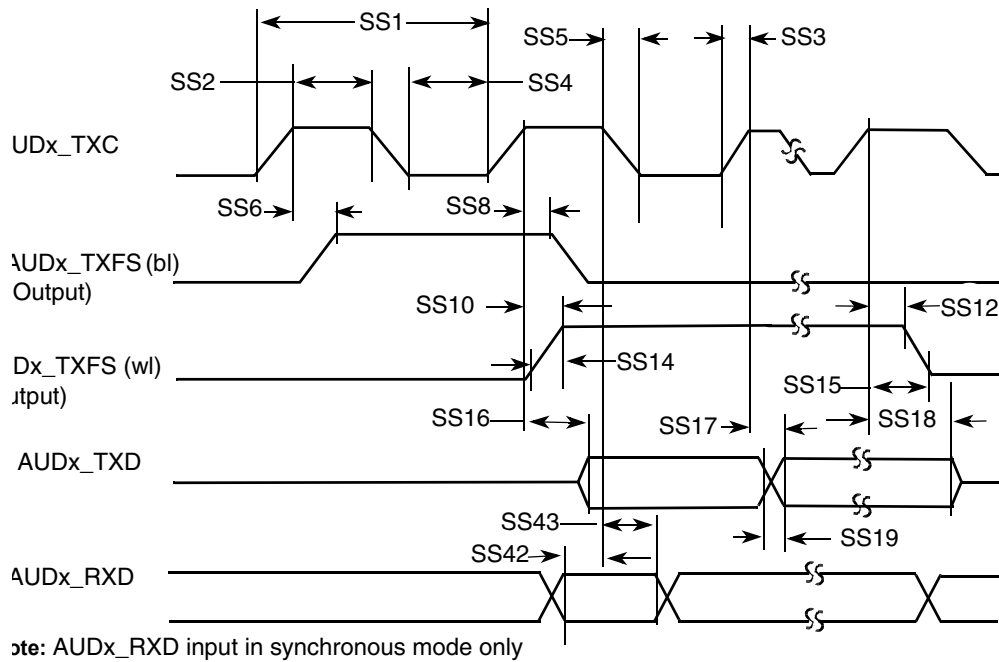 SS1
SS5
SS3
SS2
SS4
UDx_TXC
SS6
SS8
AUDx_TXFS (bl)
Output)
SS10
SS12
Dx_TXFS (wl)
utput)
SS14
SS15
SS16
SS17
SS18
AUDx_TXD
SS43
SS19
SS42
AUDx_RXD
ote: AUDx_RXD input in synchronous mode only